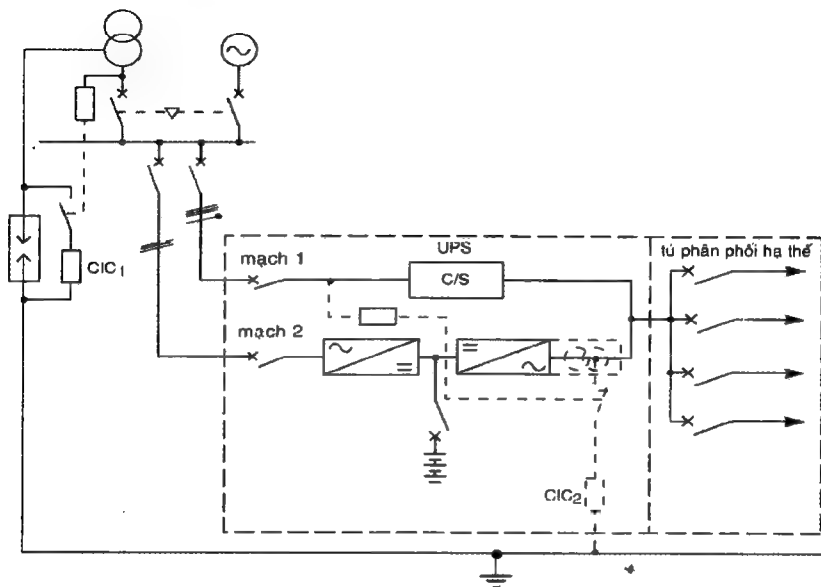 UPS
tủ phân phối hạ thế
mạch 1
C/S
CIC1
mạch 2
CIC2